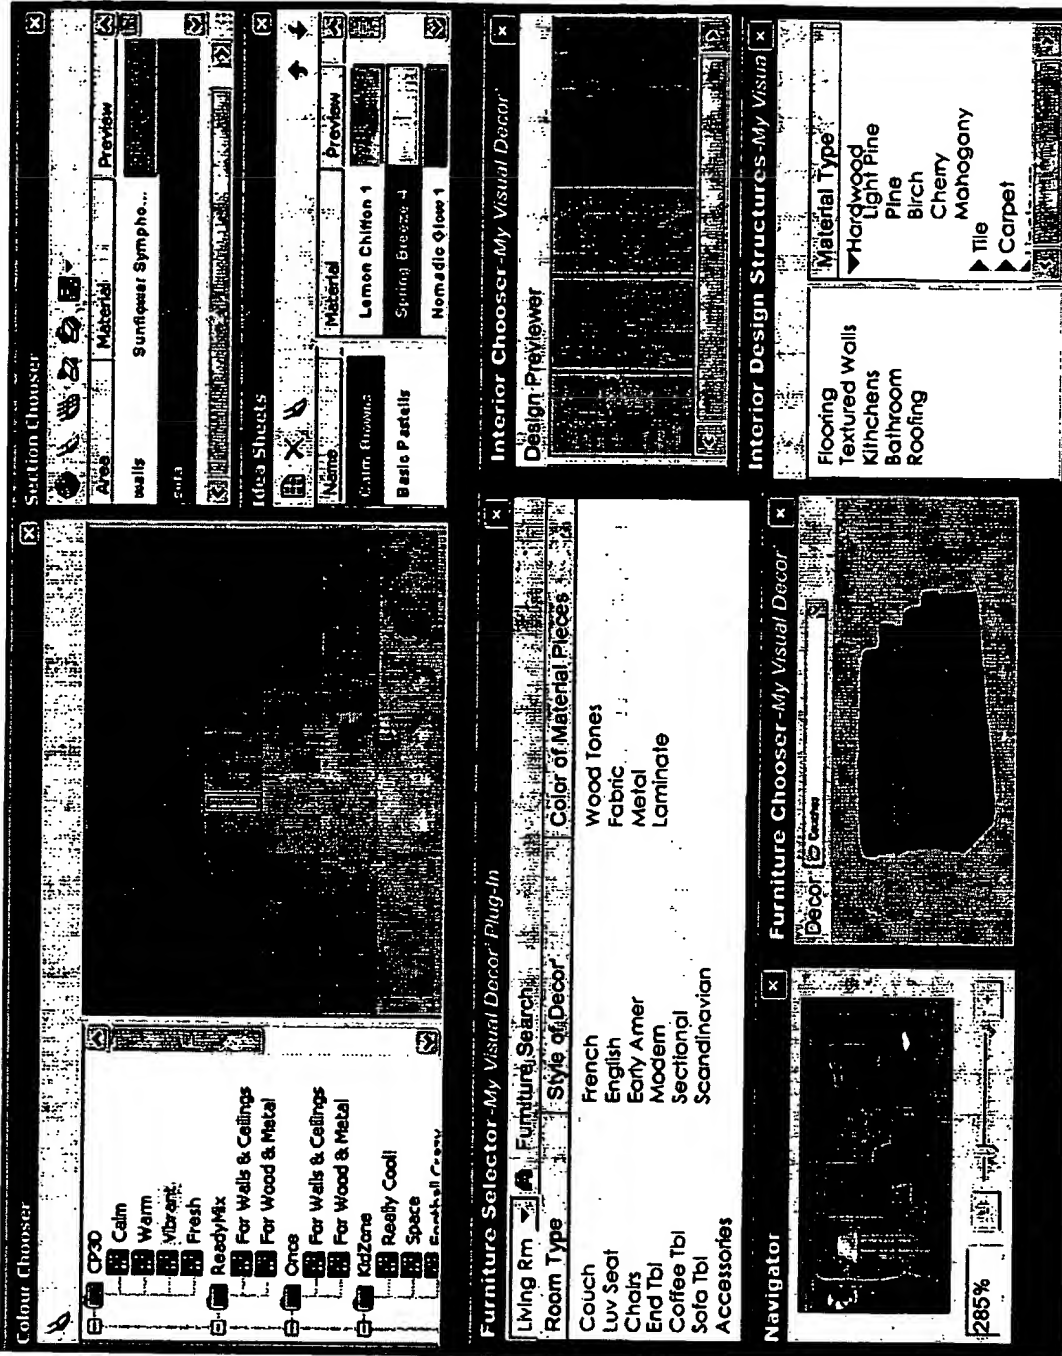 Colour Chooser
CP3D
Calm
Warm
Vibrant
Fresh
ReadyMix
For Walls & Ceilings
For Wood & Metal
Once
For Walls & Ceilings
For Wood & Metal
KidZone
Really Cool!
Space
Section Chooser
Area Material Preview
walls Sunflower Sympho...
sofa
Idea Sheets
Name Material Preview
Lemon Chiffon 1
Spring Breeze 4
Basic Pastells
Nomadic Glow 1
Furniture Selector-My Visual Decor Plug-In
Living Rm Furniture Search
Room Type Style of Decor Color of Material Pieces
Couch French Wood Tones
Luv Seat English Fabric
Chairs Early Amer Metal
End Tbl Modern Laminate
Coffee Tbl Sectional
Sofa Tbl Scandinavian
Accessories
Interior Chooser-My Visual Decor
Design Previewer
Navigator
285%
Furniture Chooser-My Visual Decor
Decor Couches
Interior Design Structures-My Visun
Flooring
Textured Walls
Kithchens
Bathroom
Roofing
Material Type
Hardwood
Light Pine
Pine
Birch
Cherry
Mahogany
Tile
Carpet